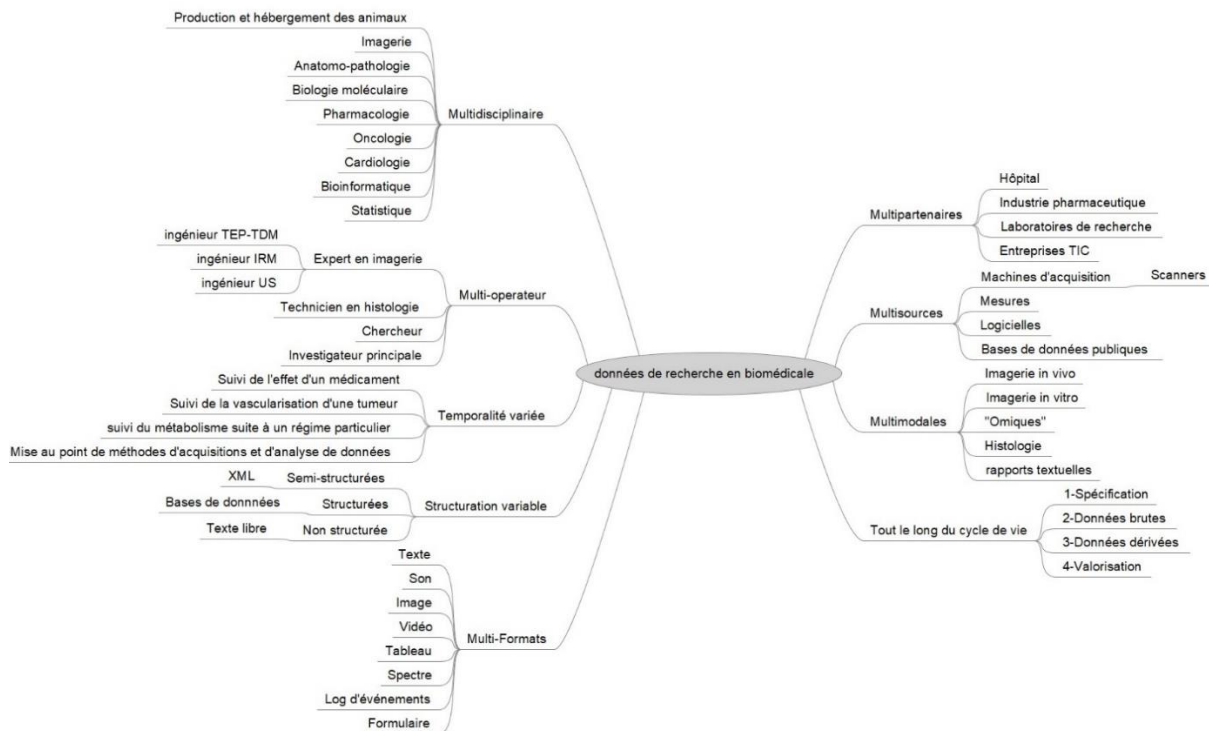 Production et hébergement des animaux
Imagerie
Anatomo-pathologie
Biologie moléculaire
Pharmacologie
Oncologie
Cardiologie
Bioinformatique
Statistique
Multidisciplinaire
ingénieur TEP-TDM
ingénieur IRM
ingénieur US
Expert en imagerie
Technicien en histologie
Chercheur
Investigateur principale
Multi-operateur
Suivi de l'effet d'un médicament
Suivi de la vascularisation d'une tumeur
suivi du métabolisme suite à un régime particulier
Mise au point de méthodes d'acquisitions et d'analyse de données
Temporalité variée
XML
Semi-structurées
Bases de donnnées
Structurées
Texte libre
Non structurée
Structuration variable
Texte
Son
Image
Vidéo
Tableau
Spectre
Log d'événements
Formulaire
Multi-Formats
données de recherche en biomédicale
Multipartenaires
Hôpital
Industrie pharmaceutique
Laboratoires de recherche
Entreprises TIC
Multisources
Machines d'acquisition
Scanners
Mesures
Logicielles
Bases de données publiques
Multimodales
Imagerie in vivo
Imagerie in vitro
"Omiques"
Histologie
rapports textuelles
Tout le long du cycle de vie
1-Spécification
2-Données brutes
3-Données dérivées
4-Valorisation